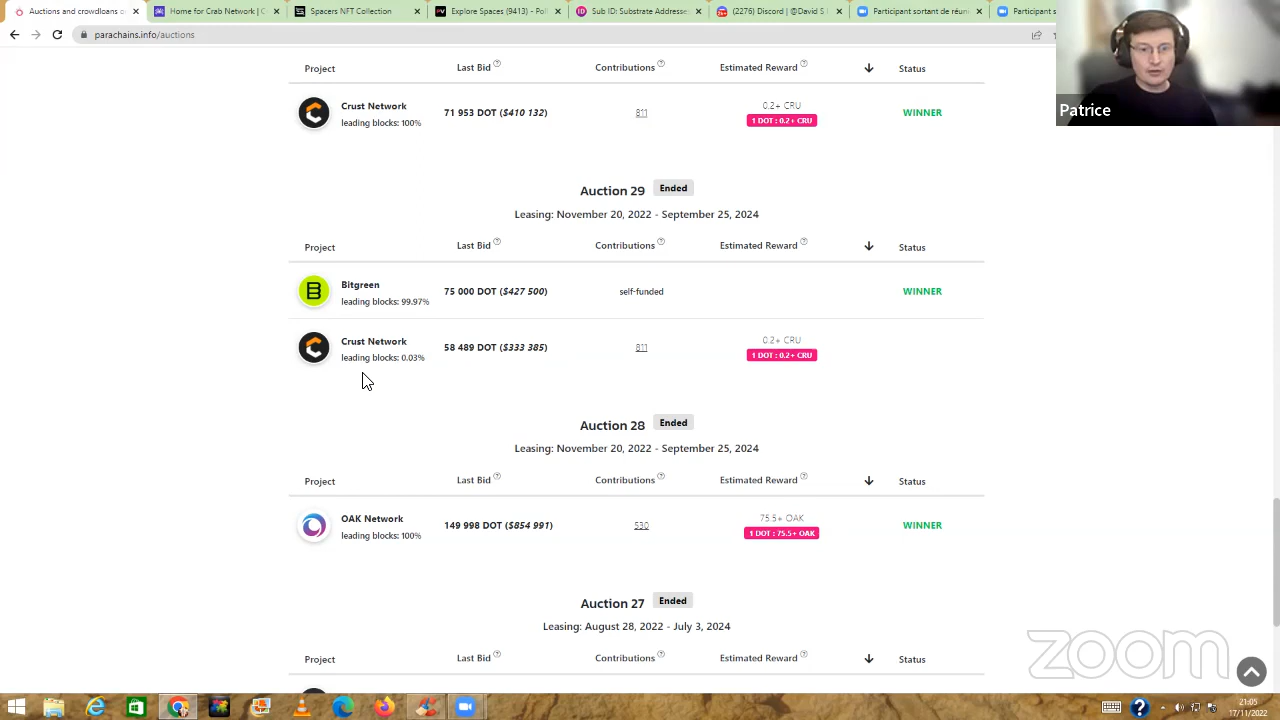 Auctions and crowdloans o
Home for Crab Network | C
Spacers NFT Collection
Explore Spaces (9413) - Pol
Sub ID: Substrate Addresse
(2276) Discord | @David S
Participant sortant de réuni
Participant s
parachains.info/auctions
Patrice
Project Last Bid Contributions Estimated Reward Status
Crust Network
leading blocks: 100%
71 953 DOT ($410 132)
811
0.2+ CRU
1 DOT : 0.2+ CRU
WINNER
Auction 29 Ended
Leasing: November 20, 2022 - September 25, 2024
Project Last Bid Contributions Estimated Reward Status
Bitgreen
leading blocks: 99.97%
75 000 DOT ($427 500)
self-funded
WINNER
Crust Network
leading blocks: 0.03%
58 489 DOT ($333 385)
811
0.2+ CRU
1 DOT : 0.2+ CRU
Auction 28 Ended
Leasing: November 20, 2022 - September 25, 2024
Project Last Bid Contributions Estimated Reward Status
OAK Network
leading blocks: 100%
149 998 DOT ($854 991)
530
75.5+ OAK
1 DOT : 75.5+ OAK
WINNER
Auction 27 Ended
Leasing: August 28, 2022 - July 3, 2024
Project Last Bid Contributions Estimated Reward Status
zoom
21:05
17/11/2022